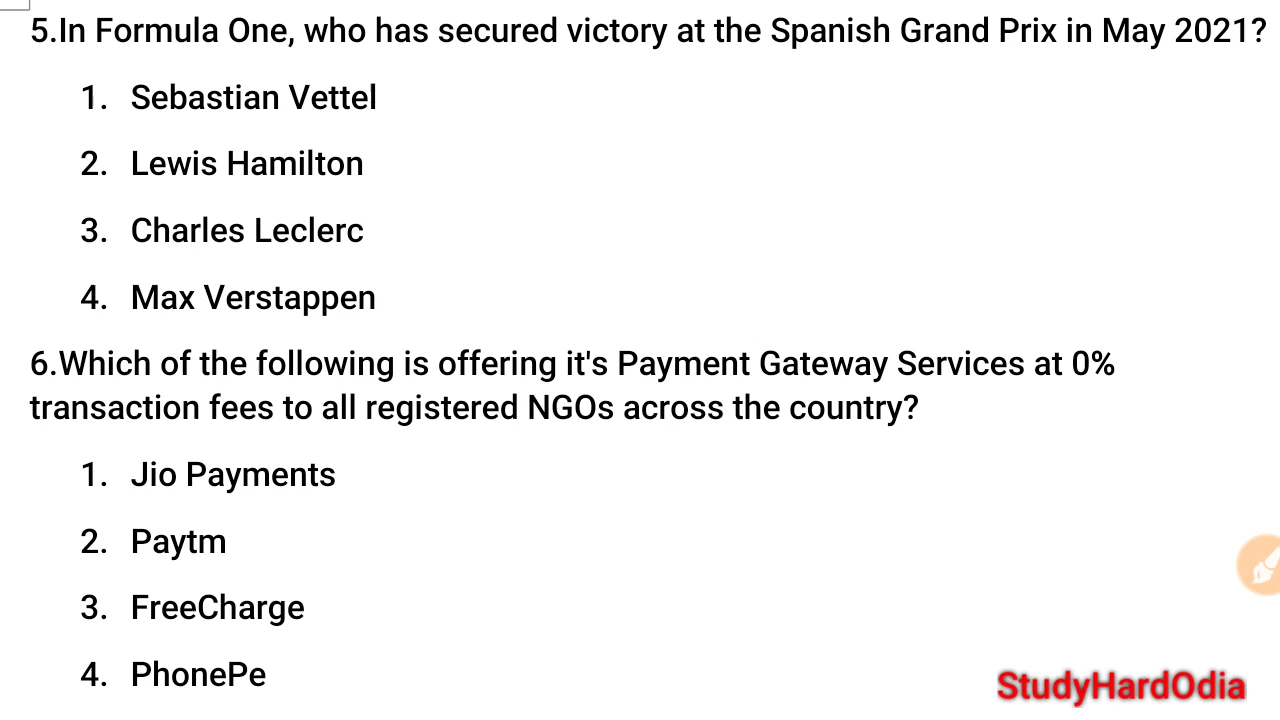 5.In Formula One, who has secured victory at the Spanish Grand Prix in May 2021?
1. Sebastian Vettel
2. Lewis Hamilton
3. Charles Leclerc
4. Max Verstappen
6.Which of the following is offering it's Payment Gateway Services at 0%
transaction fees to all registered NGOs across the country?
1. Jio Payments
2. Paytm
3. FreeCharge
4. PhonePe
StudyHardOdia